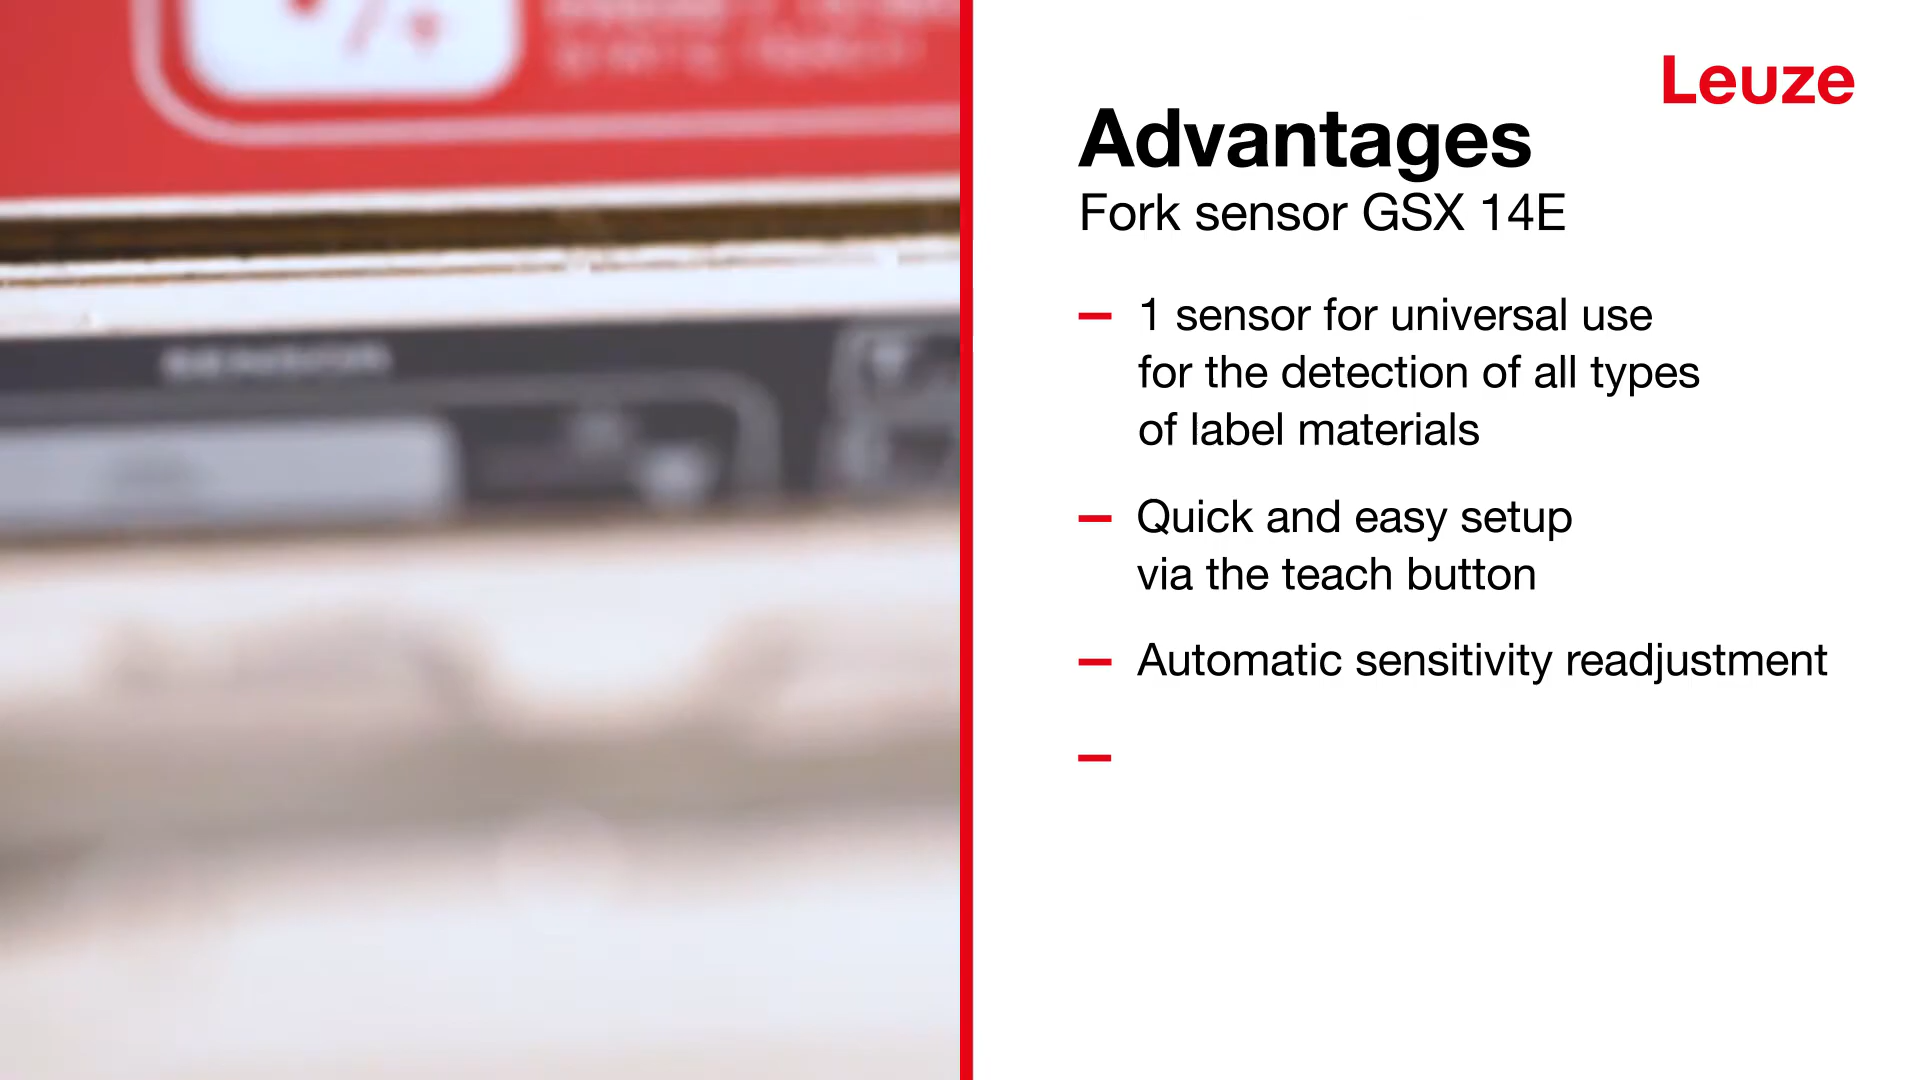 Leuze
Advantages
Fork sensor GSX 14E
– 1 sensor for universal use
for the detection of all types
of label materials
– Quick and easy setup
via the teach button
– Automatic sensitivity readjustment
–
SENSOR